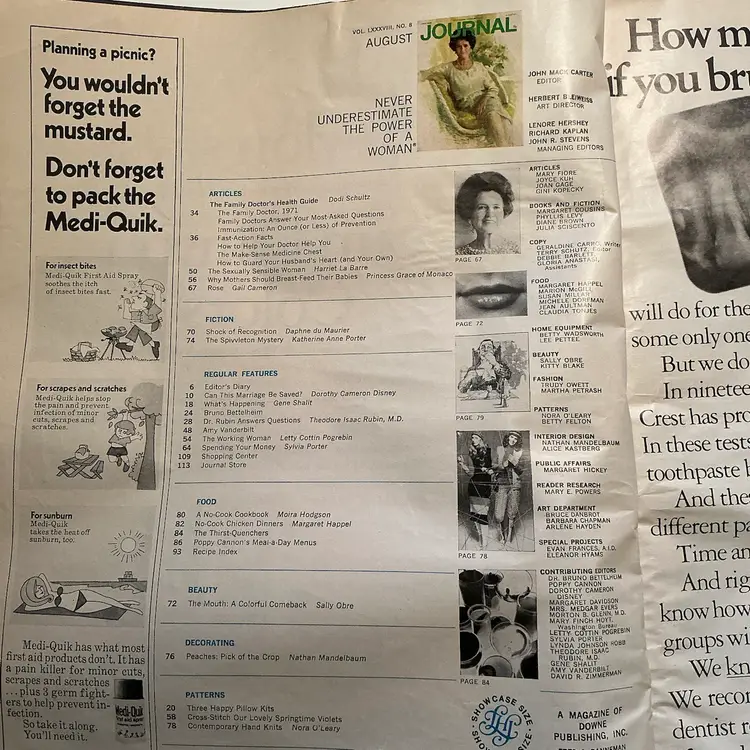 Planning a picnic?
You wouldn't
forget the
mustard.
Don't forget
to pack the
Medi-Quik.
For insect bites
Medi-Quik First Aid Spray
soothes the itch
of insect bites fast.
For scrapes and scratches
Medi-Quik helps stop
the pain and prevent
infection of minor
cuts, scrapes and
scratches.
For sunburn
Medi-Quik
takes the heat off
sunburn, too.
Medi-Quik has what most
first aid products don't. It has
a pain killer for minor cuts,
scrapes and scratches
...plus 3 germ fight-
ers to help prevent in-
fection.
So take it along.
You'll need it.
Medi-Quik
VOL. LXXXVIII, NO. 8
AUGUST
JOURNAL
NEVER
UNDERESTIMATE
THE POWER
OF A
WOMAN®
ARTICLES
The Family Doctor's Health Guide Dodi Schultz
34 The Family Doctor, 1971
Family Doctors Answer Your Most-Asked Questions
Immunization: An Ounce (or Less) of Prevention
36 Fast-Action Facts
How to Help Your Doctor Help You
The Make-Sense Medicine Chest
How to Guard Your Husband's Heart (and Your Own)
50 The Sexually Sensible Woman Harriet La Barre
56 Why Mothers Should Breast-Feed Their Babies Princess Grace of Monaco
67 Rose Gail Cameron
FICTION
70 Shock of Recognition Daphne du Maurier
74 The Spivvleton Mystery Katherine Anne Porter
REGULAR FEATURES
6 Editor's Diary
10 Can This Marriage Be Saved? Dorothy Cameron Disney
18 What's Happening Gene Shalit
24 Bruno Bettelheim
28 Dr. Rubin Answers Questions Theodore Isaac Rubin, M.D.
48 Amy Vanderbilt
54 The Working Woman Letty Cottin Pogrebin
64 Spending Your Money Sylvia Porter
109 Shopping Center
113 Journal Store
FOOD
80 A No-Cook Cookbook Moira Hodgson
82 No-Cook Chicken Dinners Margaret Happel
84 The Thirst-Quenchers
86 Poppy Cannon's Meal-a-Day Menus
93 Recipe Index
BEAUTY
72 The Mouth: A Colorful Comeback Sally Obre
DECORATING
76 Peaches: Pick of the Crop Nathan Mandelbaum
PATTERNS
20 Three Happy Pillow Kits
58 Cross-Stitch Our Lovely Springtime Violets
78 Contemporary Hand Knits Nora O'Leary
PAGE 67
PAGE 72
PAGE 79
PAGE 78
PAGE 84
SHOWCASE SIZE
JOHN MACK CARTER
EDITOR
HERBERT BLEIWEISS
ART DIRECTOR
LENORE HERSHEY
RICHARD KAPLAN
JOHN R. STEVENS
MANAGING EDITORS
ARTICLES
MARY FIORE
JOYCE KUH
JOAN GAGE
GINI KOPECKY
BOOKS AND FICTION
MARGARET COUSINS
PHYLLIS LEVY
DIANE BROWN
JULIA SCISCENTO
COPY
GERALDINE CARRO, Writer
TERRY SCHUTZ, Editor
DEBBIE BARLETT,
GLORIA ANASTASI,
Assistants
FOOD
MARGARET HAPPEL
MARION MCGILL
SUSAN MILLAR
MICHELE DOREMAN
JEAN AULTMAN
CLAUDIA TONJES
HOME EQUIPMENT
BETTY WADSWORTH
LEE PETTEE
BEAUTY
SALLY OBRE
KITTY BLAKE
FASHION
TRUDY OWETT
MARTHA PETRASH
PATTERNS
NORA O'LEARY
BETTY FELTON
INTERIOR DESIGN
NATHAN MANDELBAUM
ALICE KASTBERG
PUBLIC AFFAIRS
MARGARET HICKEY
READER RESEARCH
MARY E. POWERS
ART DEPARTMENT
BRUCE DANBROT
BARBARA CHAPMAN
ARLENE HAYDEN
SPECIAL PROJECTS
EVAN FRANCES, A.I.D.
ELEANOR HYAMS
CONTRIBUTING EDITORS
DR. BRUNO BETTELHEIM
POPPY CANNON
DOROTHY CAMERON
DISNEY
MARGARET DAVIDSON
MRS. MEDGAR EVERS
MORTON B. GLENN, M.D.
MARY FINCH HOYT,
Washington Bureau
LETTY COTTIN POGREBIN
SYLVIA PORTER
LYNDA JOHNSON ROBB
THEODORE ISAAC
RUBIN, M.D.
GENE SHALIT
AMY VANDERBILT
DAVID R. ZIMMERMAN
A MAGAZINE OF
DOWNE
PUBLISHING, INC.
How m
if you bru
will do for the
some only one
But we do
In nineteen
Crest has pro
In these tests
toothpaste
And the
different pa
Time an
And rig
know how
groups wi
We kn
We recon
dentist r